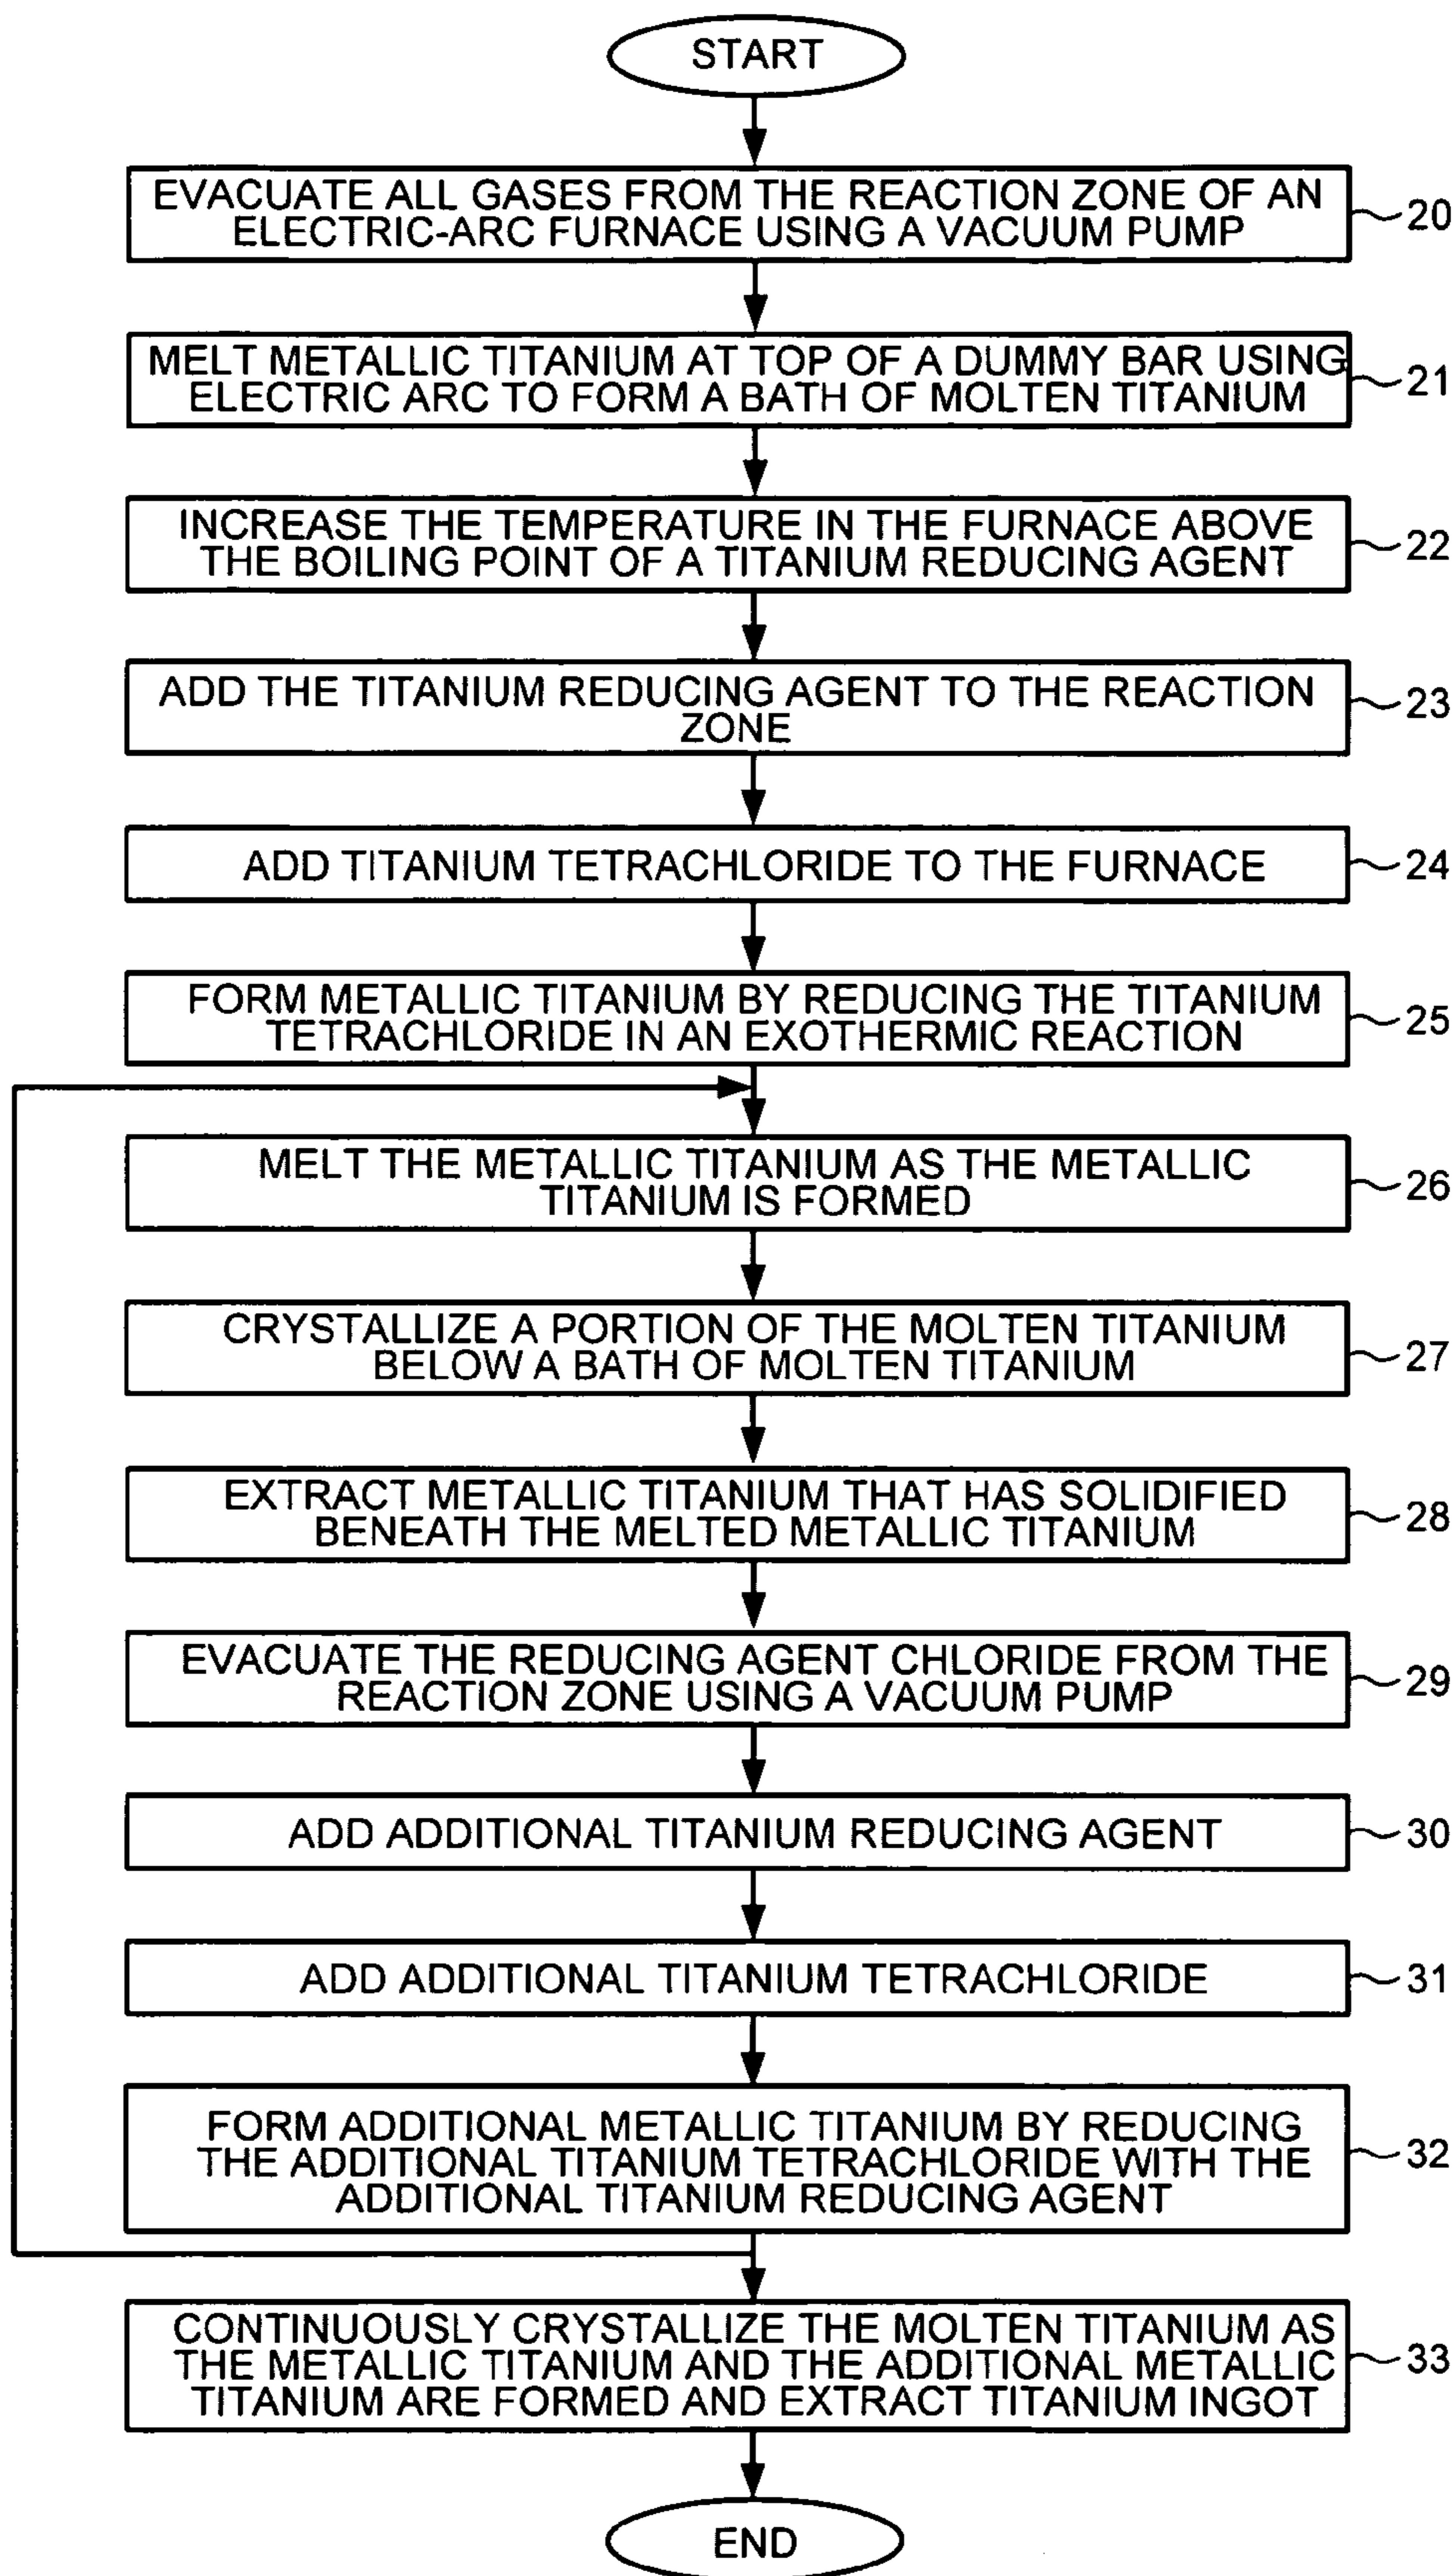 START
EVACUATE ALL GASES FROM THE REACTION ZONE OF AN
ELECTRIC-ARC FURNACE USING A VACUUM PUMP
20
MELT METALLIC TITANIUM AT TOP OF A DUMMY BAR USING
ELECTRIC ARC TO FORM A BATH OF MOLTEN TITANIUM
21
INCREASE THE TEMPERATURE IN THE FURNACE ABOVE
THE BOILING POINT OF A TITANIUM REDUCING AGENT
22
ADD THE TITANIUM REDUCING AGENT TO THE REACTION
ZONE
23
ADD TITANIUM TETRACHLORIDE TO THE FURNACE
24
FORM METALLIC TITANIUM BY REDUCING THE TITANIUM
TETRACHLORIDE IN AN EXOTHERMIC REACTION
25
MELT THE METALLIC TITANIUM AS THE METALLIC
TITANIUM IS FORMED
26
CRYSTALLIZE A PORTION OF THE MOLTEN TITANIUM
BELOW A BATH OF MOLTEN TITANIUM
27
EXTRACT METALLIC TITANIUM THAT HAS SOLIDIFIED
BENEATH THE MELTED METALLIC TITANIUM
28
EVACUATE THE REDUCING AGENT CHLORIDE FROM THE
REACTION ZONE USING A VACUUM PUMP
29
ADD ADDITIONAL TITANIUM REDUCING AGENT
30
ADD ADDITIONAL TITANIUM TETRACHLORIDE
31
FORM ADDITIONAL METALLIC TITANIUM BY REDUCING
THE ADDITIONAL TITANIUM TETRACHLORIDE WITH THE
ADDITIONAL TITANIUM REDUCING AGENT
32
CONTINUOUSLY CRYSTALLIZE THE MOLTEN TITANIUM AS
THE METALLIC TITANIUM AND THE ADDITIONAL METALLIC
TITANIUM ARE FORMED AND EXTRACT TITANIUM INGOT
33
END